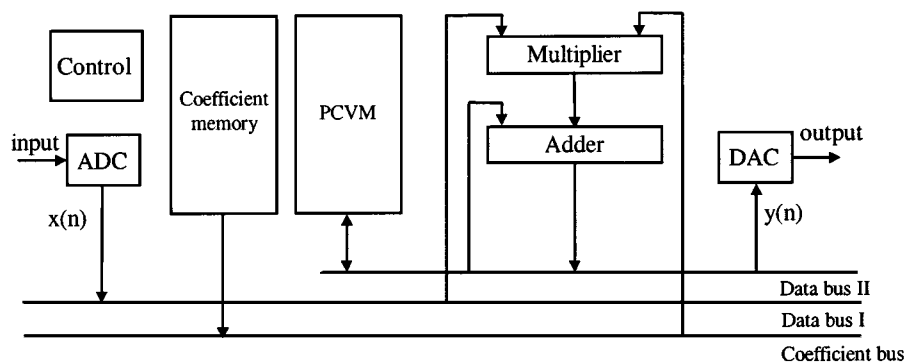 Control
Coefficient
memory
PCVM
Multiplier
Adder
input
ADC
x(n)
DAC
output
y(n)
Data bus II
Data bus I
Coefficient bus